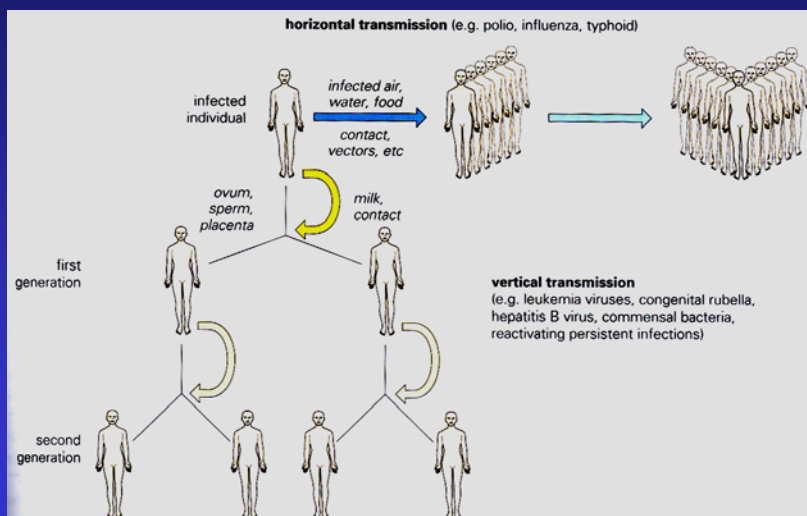 horizontal transmission (e.g. polio, influenza, typhoid)
infected
individual
infected air,
water, food
contact,
vectors, etc
ovum,
sperm,
placenta
milk,
contact
first
generation
vertical transmission
(e.g. leukemia viruses, congenital rubella,
hepatitis B virus, commensal bacteria,
reactivating persistent infections)
second
generation